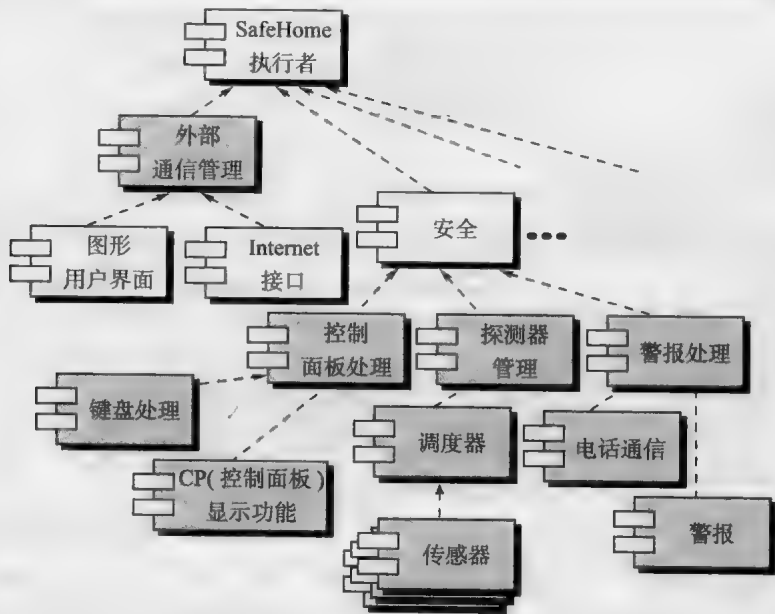 SafeHome
执行者
外部
通信管理
图形
用户界面
Internet
接口
安全
控制
面板处理
探测器
管理
警报处理
键盘处理
CP(控制面板)
显示功能
调度器
电话通信
传感器
警报